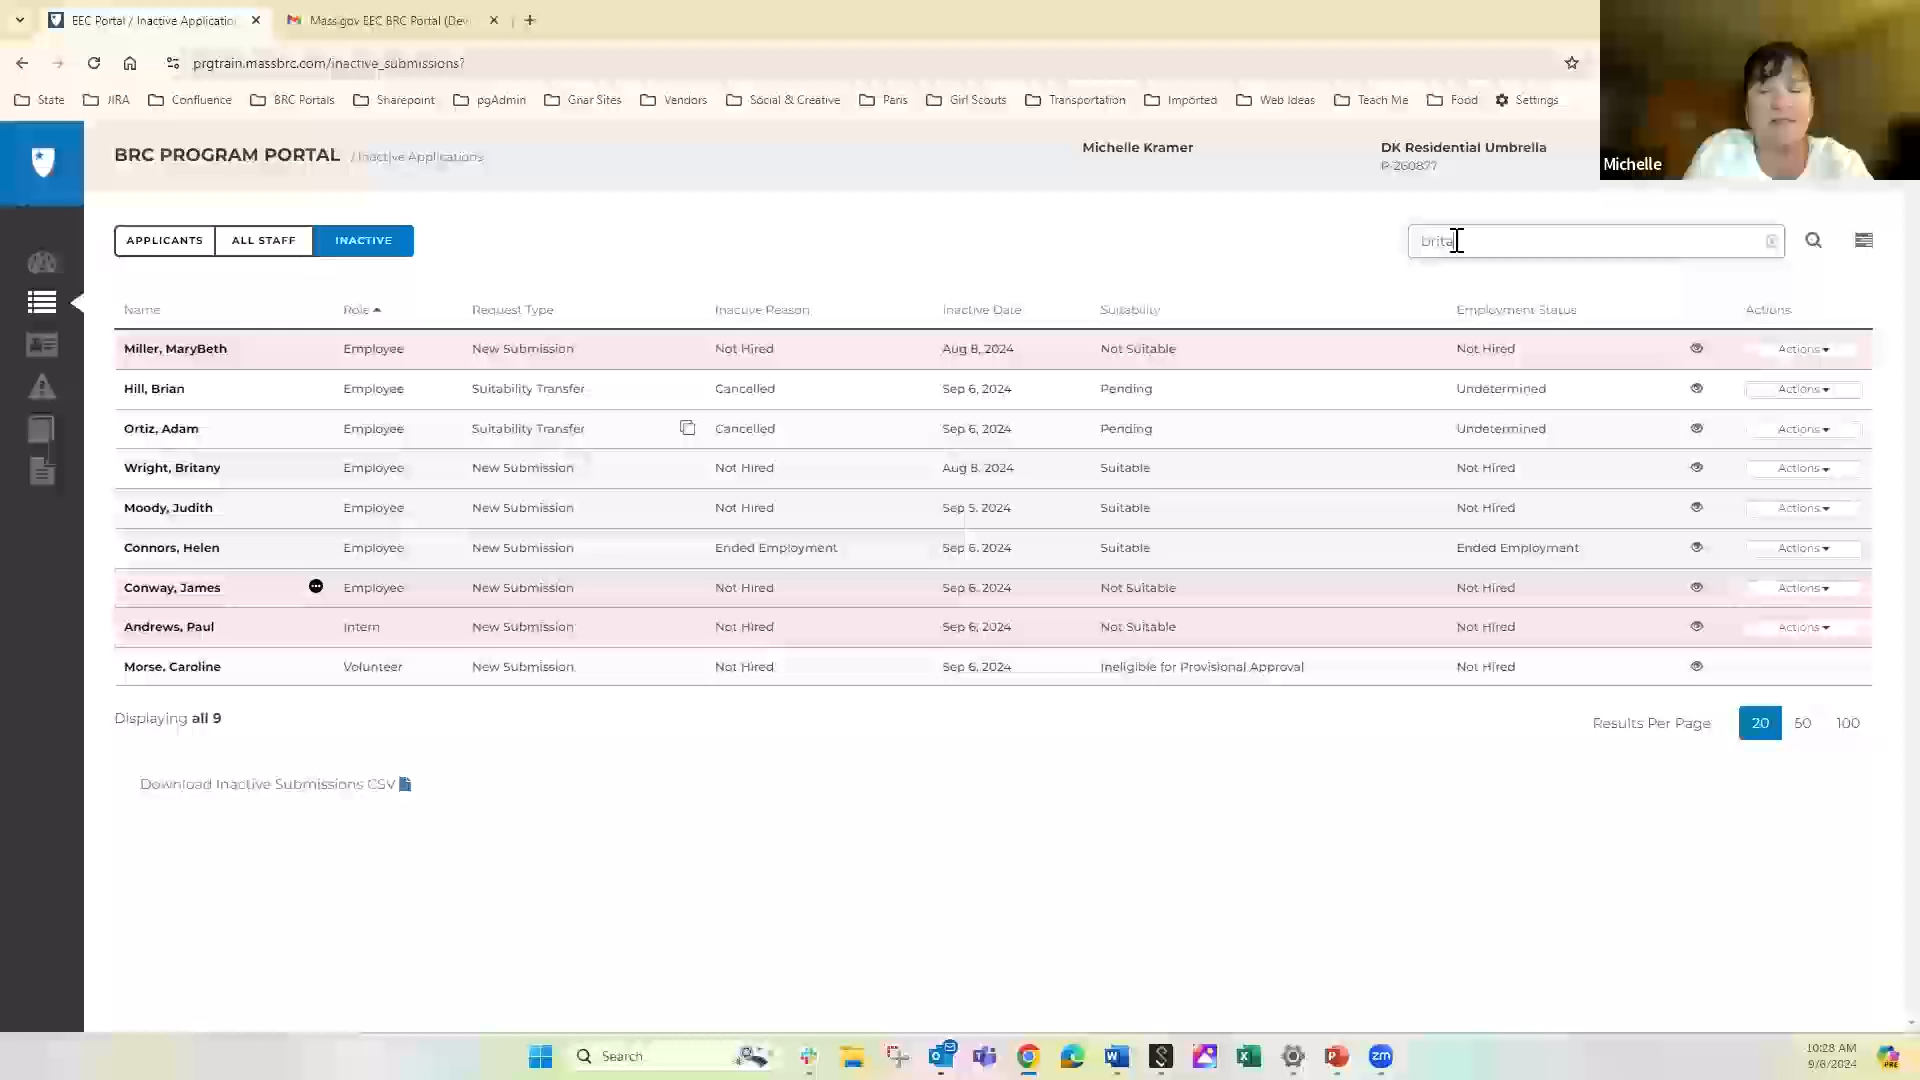 EEC Portal / Inactive Applicatio
Mass.gov EEC BRC Portal (Dev
prgtrain.massbrc.com/inactive_submissions?
State JIRA Confluence BRC Portals Sharepoint pgAdmin Gnar Sites Vendors Social & Creative Paris Girl Scouts Transportation Imported Web Ideas Teach Me Food Settings
Michelle
BRC PROGRAM PORTAL / Inactive Applications
Michelle Kramer
DK Residential Umbrella
P-260877
APPLICANTS ALL STAFF INACTIVE
brita
Name Role Request Type Inactive Reason Inactive Date Suitability Employment Status Actions
Miller, MaryBeth Employee New Submission Not Hired Aug 8, 2024 Not Suitable Not Hired Actions
Hill, Brian Employee Suitability Transfer Cancelled Sep 6, 2024 Pending Undetermined Actions
Ortiz, Adam Employee Suitability Transfer Cancelled Sep 6, 2024 Pending Undetermined Actions
Wright, Britany Employee New Submission Not Hired Aug 8, 2024 Suitable Not Hired Actions
Moody, Judith Employee New Submission Not Hired Sep 5, 2024 Suitable Not Hired Actions
Connors, Helen Employee New Submission Ended Employment Sep 6, 2024 Suitable Ended Employment Actions
Conway, James Employee New Submission Not Hired Sep 6, 2024 Not Suitable Not Hired Actions
Andrews, Paul Intern New Submission Not Hired Sep 6, 2024 Not Suitable Not Hired Actions
Morse, Caroline Volunteer New Submission Not Hired Sep 6, 2024 Ineligible for Provisional Approval Not Hired
Displaying all 9
Results Per Page 20 50 100
Download Inactive Submissions CSV
Search
zm
10:28 AM
9/6/2024
PRE